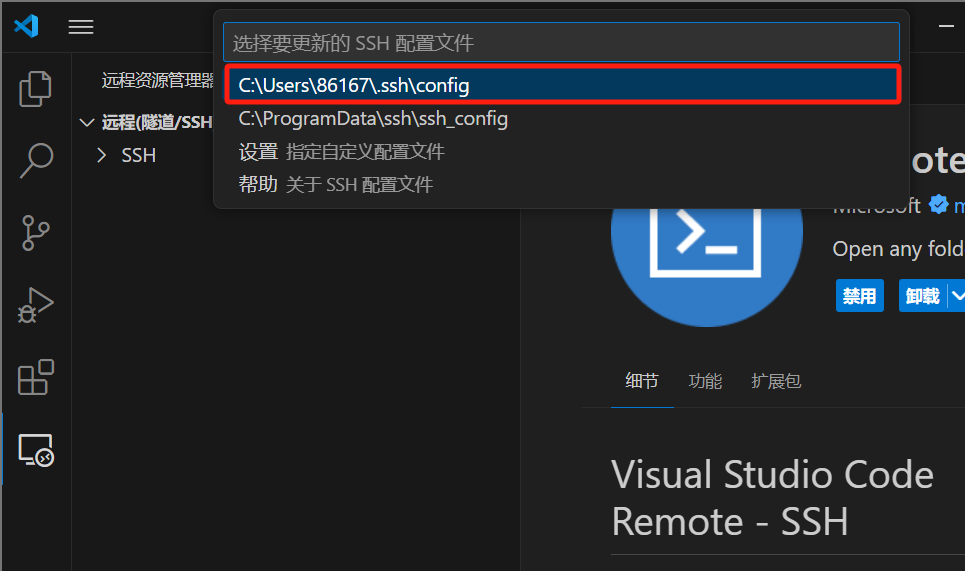 选择要更新的 SSH 配置文件
C:\Users\86167\.ssh\config
C:\ProgramData\ssh\ssh_config
设置 指定自定义配置文件
帮助 关于 SSH 配置文件
远程资源管理器
远程(隧道/SSH
SSH
ote
Microsoft
Open any fold
禁用
卸载
细节 功能 扩展包
Visual Studio Code
Remote - SSH